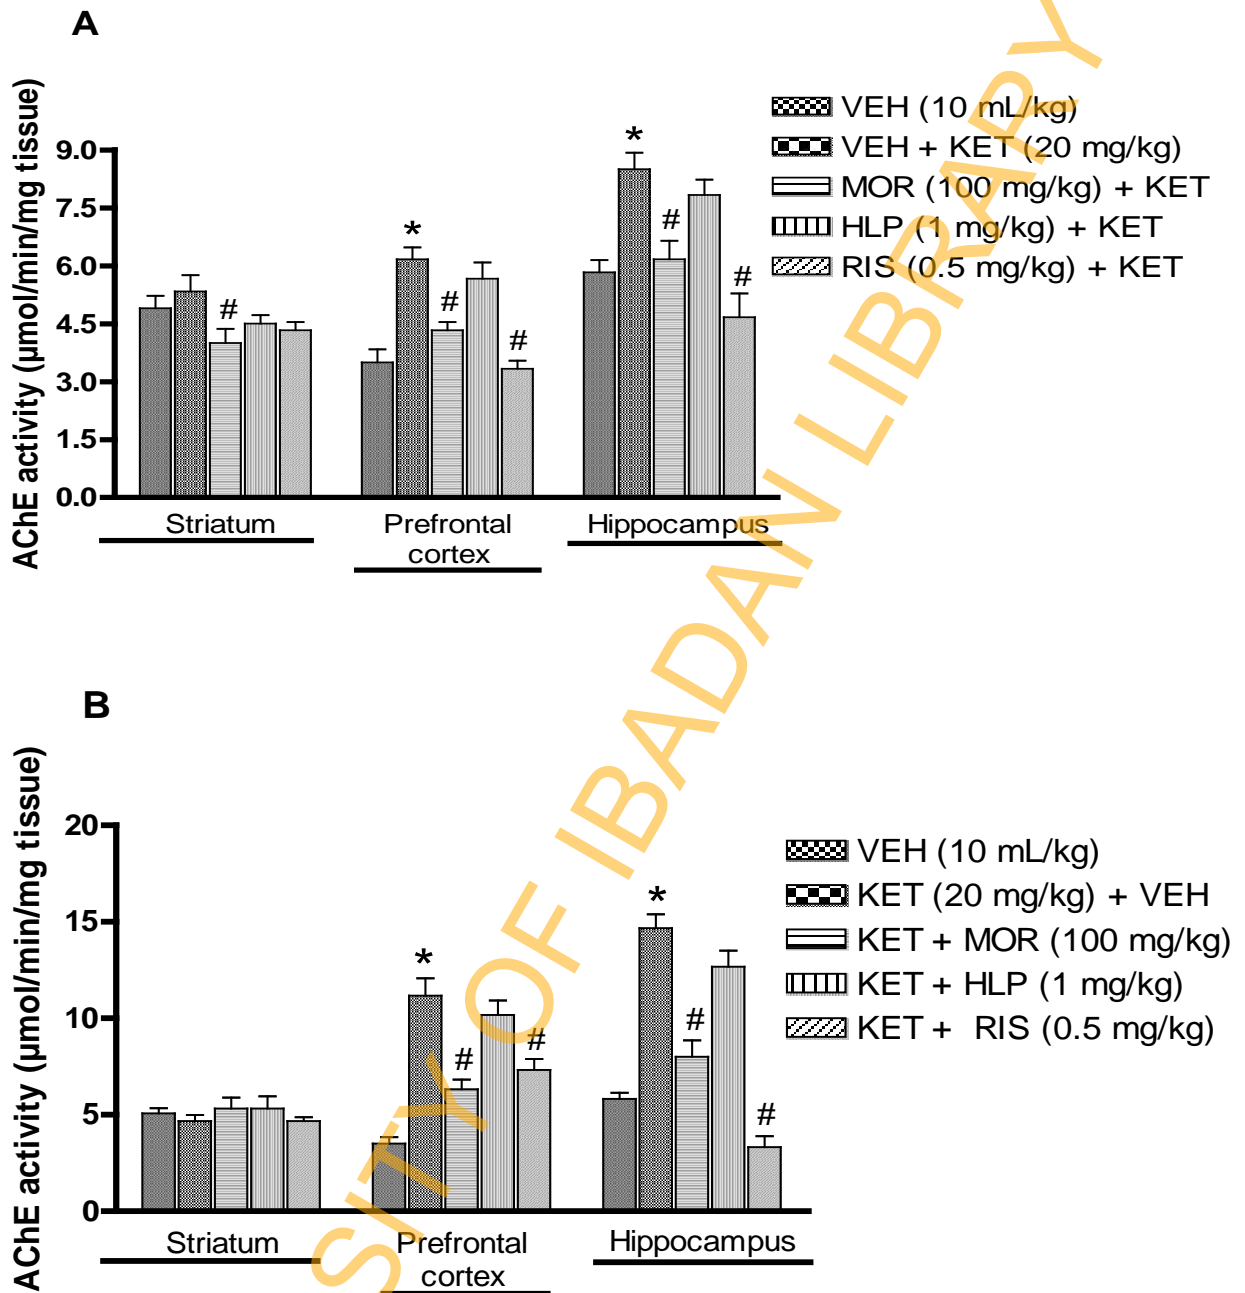 A
AChE activity (µmol/min/mg tissue)
9.0
7.5
6.0
4.5
3.0
1.5
0.0
*
*
#
#
#
#
#
Striatum
Prefrontal
cortex
Hippocampus
VEH (10 mL/kg)
VEH + KET (20 mg/kg)
MOR (100 mg/kg) + KET
HLP (1 mg/kg) + KET
RIS (0.5 mg/kg) + KET
B
AChE activity (µmol/min/mg tissue)
20
15
10
5
0
*
*
#
#
#
#
Striatum
Prefrontal
cortex
Hippocampus
VEH (10 mL/kg)
KET (20 mg/kg) + VEH
KET + MOR (100 mg/kg)
KET + HLP (1 mg/kg)
KET + RIS (0.5 mg/kg)
SITY OF IBADAN LIBRARY